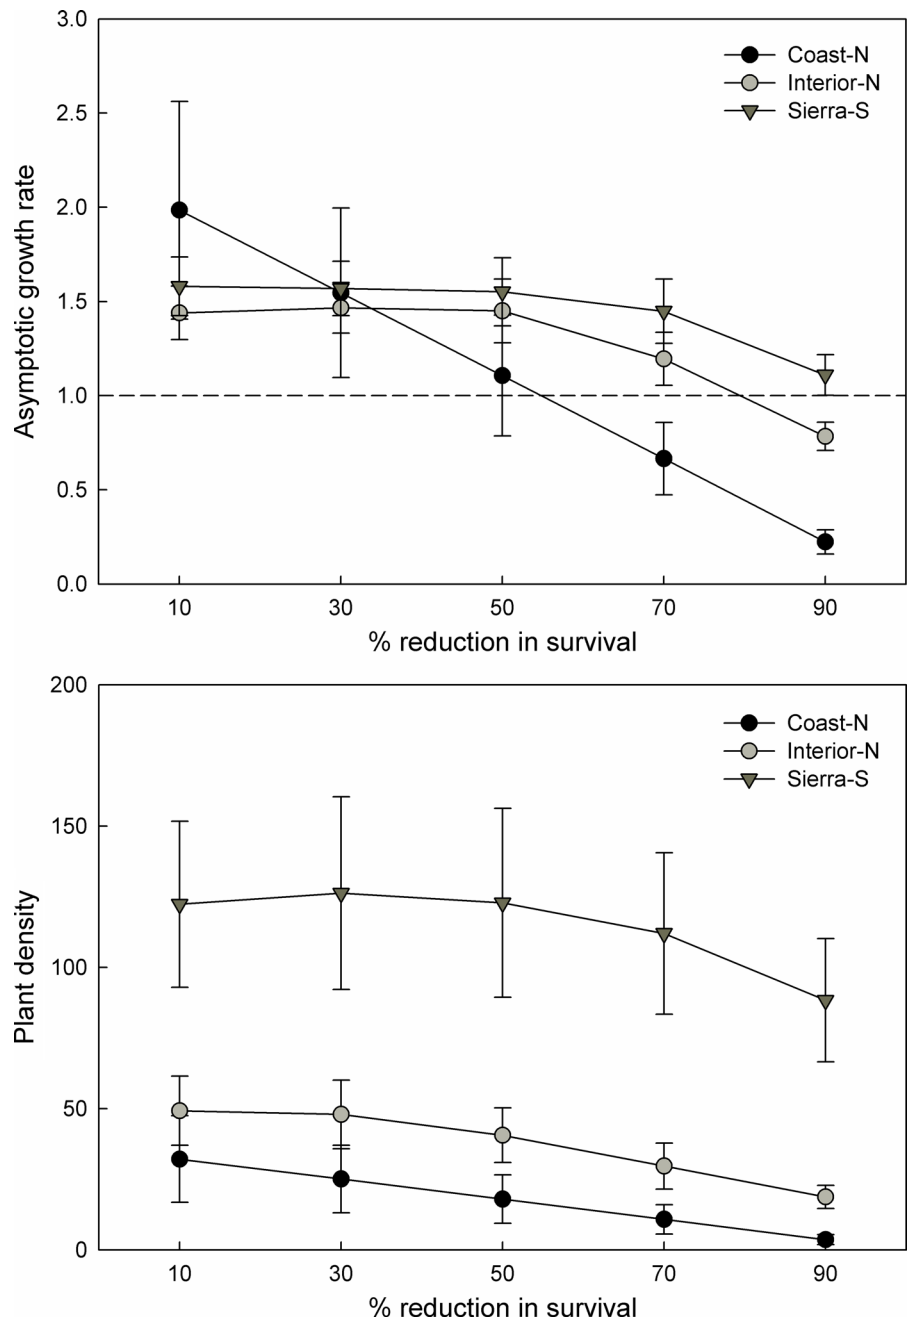 3.0
Coast-N
Interior-N
Sierra-S
2.5
2.0
1.5
1.0
0.5
0.0
Asymptotic growth rate
10 30 50 70 90
% reduction in survival
200
Coast-N
Interior-N
Sierra-S
150
100
50
0
Plant density
10 30 50 70 90
% reduction in survival